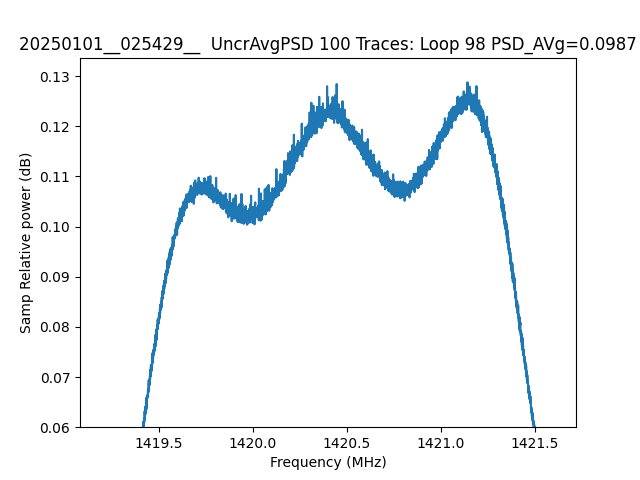 20250101__025429__ UncrAvgPSD 100 Traces: Loop 98 PSD_AVg=0.0987
0.13
0.12
0.11
0.10
0.09
0.08
0.07
0.06
Samp Relative power (dB)
1419.5 1420.0 1420.5 1421.0 1421.5
Frequency (MHz)